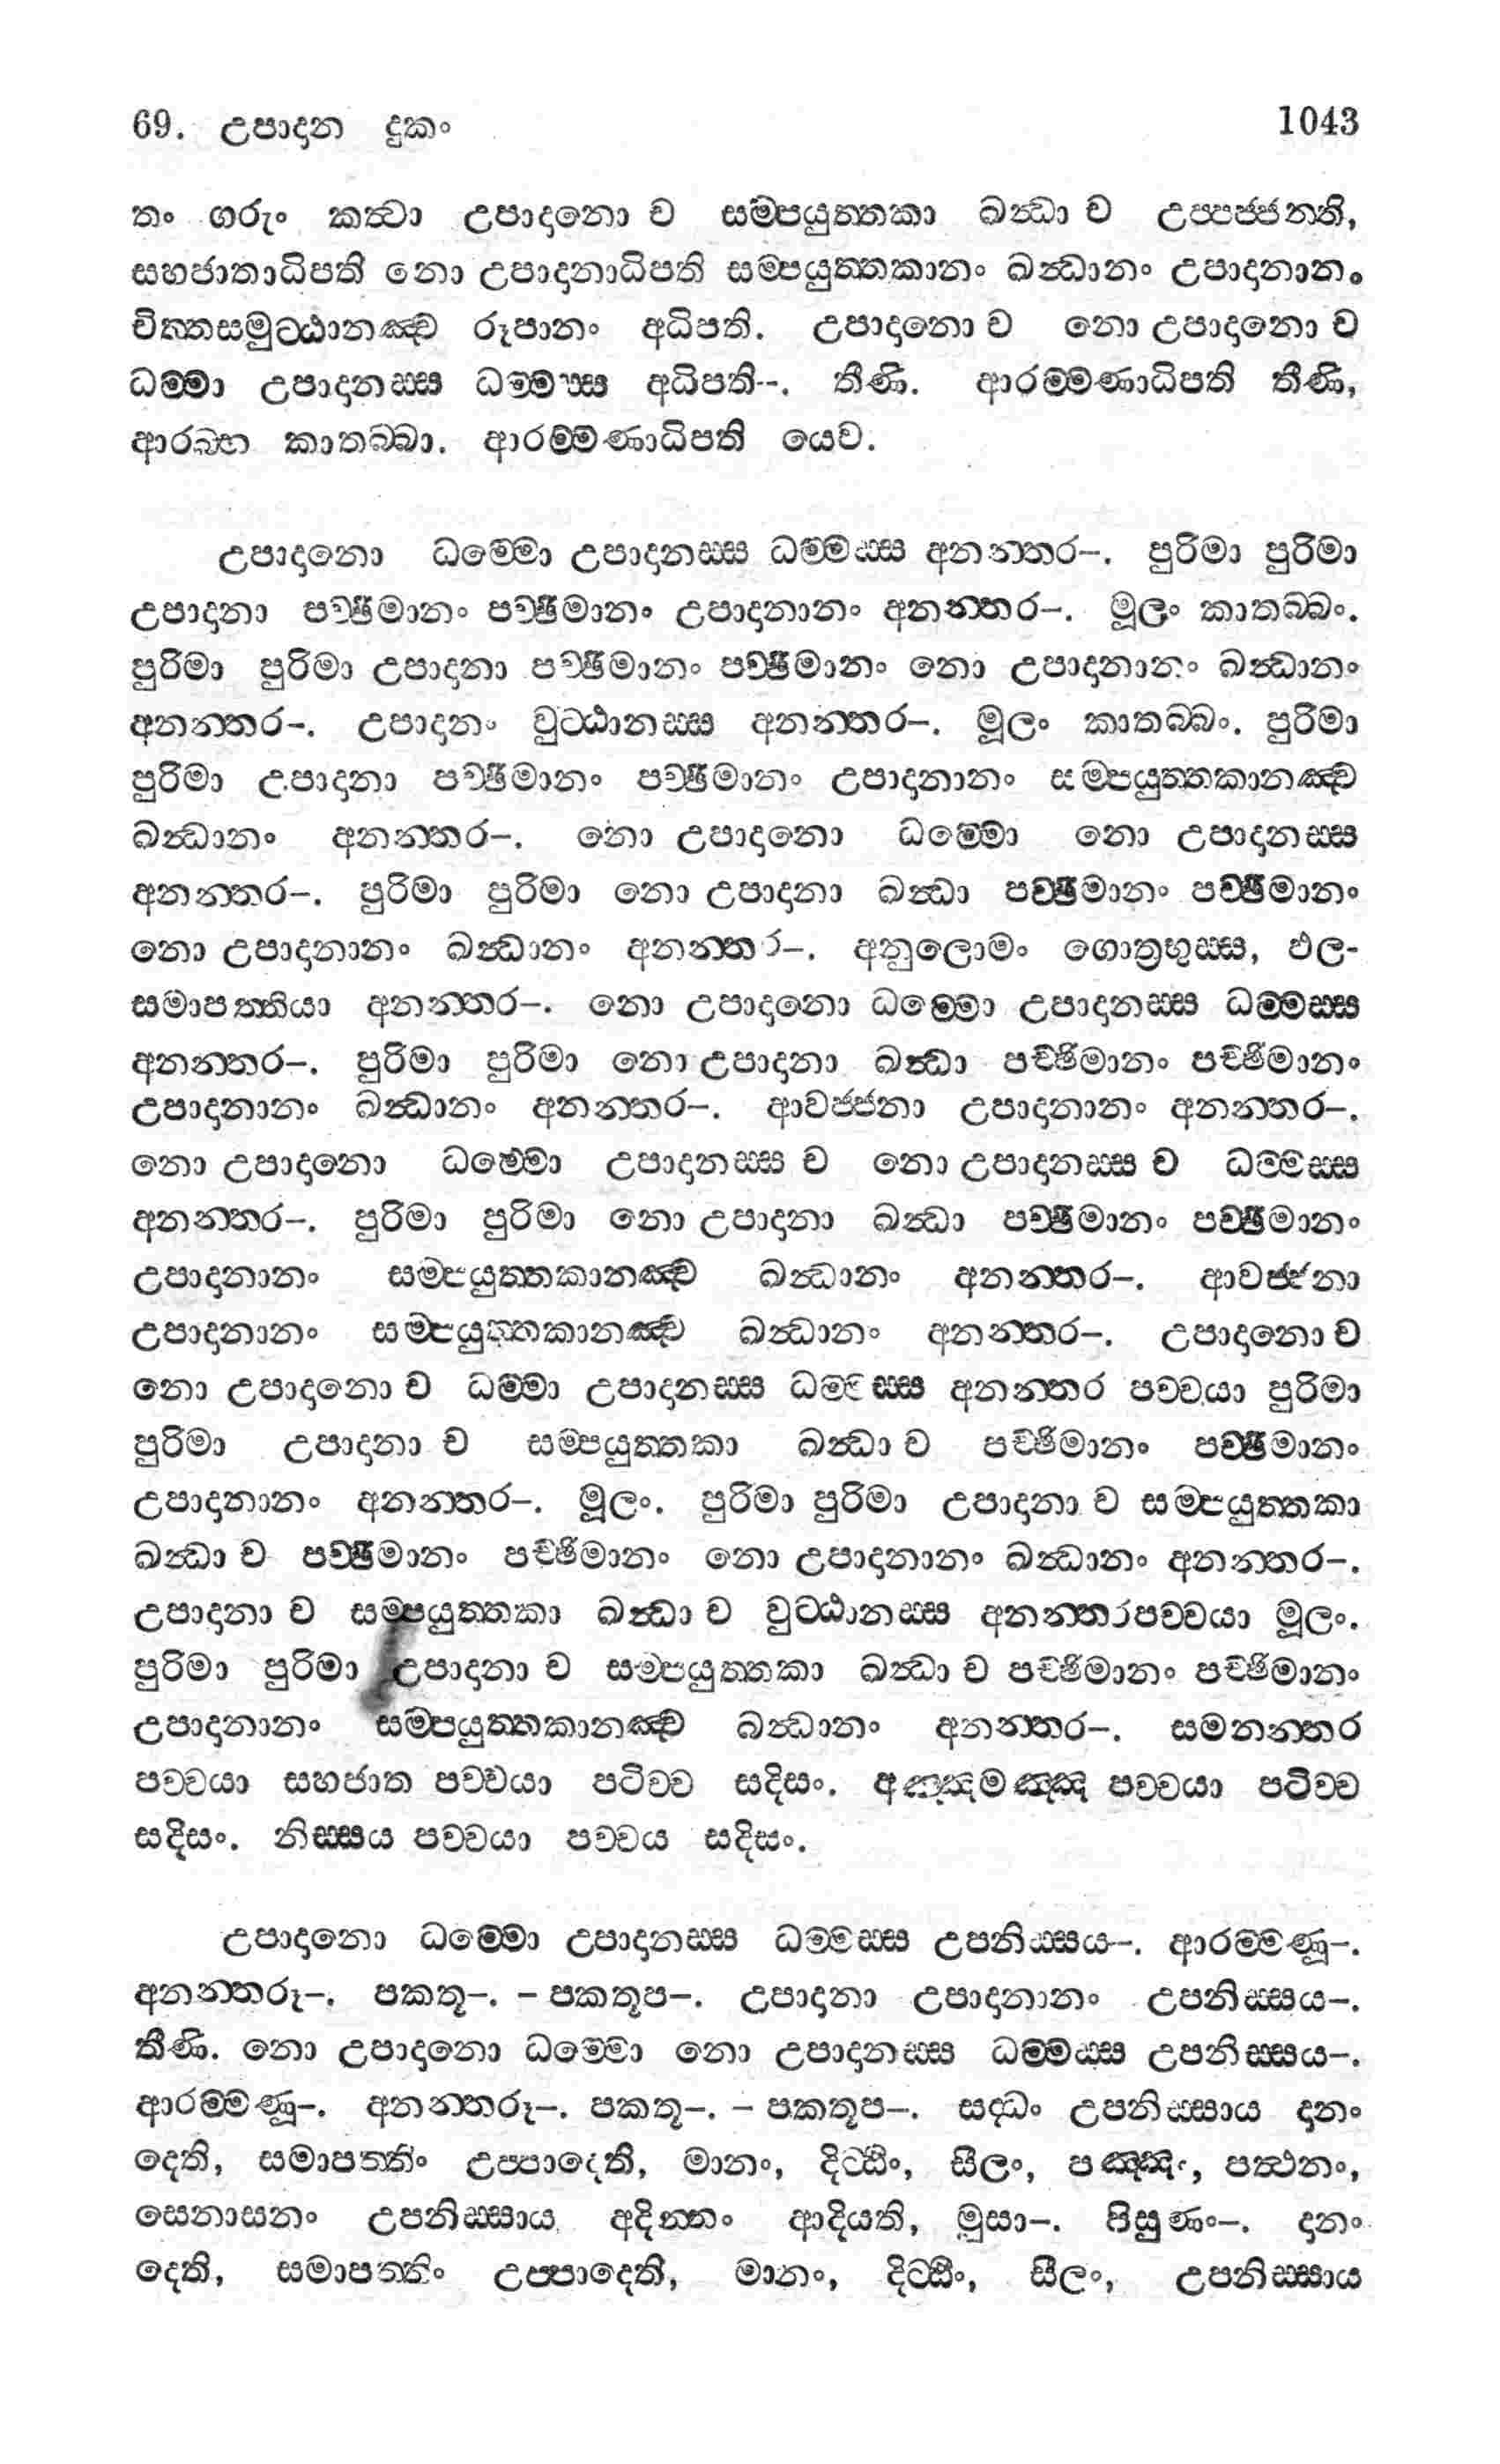 69. උපාදාන දුකං 1043
තං ගරුං කත්‍වා උපාදානො ච සම්පයුත්තකා ඛන්‍ධා ච උප්පජ්ජන්ති,
සහජාතාධිපති නො උපාදානාධිපති සම්පයුත්තකානං ඛන්‍ධානං උපාදානානං
චිත්තසමුට්ඨානඤ්ච රූපානං අධිපති. උපාදානො ච නො උපාදානො ච
ධම්මා උපාදානස්ස ධම්මස්ස අධිපති--. තීණි. ආරම්මණාධිපති තීණි,
ආරබ්භ කාතබ්බා. ආරම්මණාධිපති යෙව.
උපාදානො ධම්මො උපාදානස්ස ධම්මස්ස අනන්තර–. පුරිමා පුරිමා
උපාදානා පච්ඡිමානං පච්ඡිමානං උපාදානානං අනන්තර–. මූලං කාතබ්බං.
පුරිමා පුරිමා උපාදානා පච්ඡිමානං පච්ඡිමානං නො උපාදානානං ඛන්‍ධානං
අනන්තර–. උපාදානං වුට්ඨානස්ස අනන්තර–. මූලං කාතබ්බං. පුරිමා
පුරිමා උපාදානා පච්ඡිමානං පච්ඡිමානං උපාදානානං සම්පයුත්තකානඤ්ච
ඛන්‍ධානං අනන්තර–. නො උපාදානො ධම්මො නො උපාදානස්ස
අනන්තර–. පුරිමා පුරිමා නො උපාදානා ඛන්‍ධා පච්ඡිමානං පච්ඡිමානං
නො උපාදානානං ඛන්‍ධානං අනන්තර–. අනුලොමං ගොත්‍රභුස්ස, ඵල-
සමාපත්තියා අනන්තර–. නො උපාදානො ධම්මො උපාදානස්ස ධම්මස්ස
අනන්තර–. පුරිමා පුරිමා නො උපාදානා ඛන්‍ධා පච්ඡිමානං පච්ඡිමානං
උපාදානානං ඛන්‍ධානං අනන්තර–. ආවජ්ජනා උපාදානානං අනන්තර–.
නො උපාදානො ධම්මො උපාදානස්ස ච නො උපාදානස්ස ච ධම්මස්ස
අනන්තර–. පුරිමා පුරිමා නො උපාදානා ඛන්‍ධා පච්ඡිමානං පච්ඡිමානං
උපාදානානං සම්පයුත්තකානඤ්ච ඛන්‍ධානං අනන්තර–. ආවජ්ජනා
උපාදානානං සම්පයුත්තකානඤ්ච ඛන්‍ධානං අනන්තර–. උපාදානො ච
නො උපාදානො ච ධම්මා උපාදානස්ස ධම්මස්ස අනන්තර පච්චයා පුරිමා
පුරිමා උපාදානා ච සම්පයුත්තකා ඛන්‍ධා ච පච්ඡිමානං පච්ඡිමානං
උපාදානානං අනන්තර–. මූලං. පුරිමා පුරිමා උපාදානා ච සම්පයුත්තකා
ඛන්‍ධා ච පච්ඡිමානං පච්ඡිමානං නො උපාදානානං ඛන්‍ධානං අනන්තර–.
උපාදානා ච සම්පයුත්තකා ඛන්‍ධා ච වුට්ඨානස්ස අනන්තරපච්චයා මූලං.
පුරිමා පුරිමා උපාදානා ච සම්පයුත්තකා ඛන්‍ධා ච පච්ඡිමානං පච්ඡිමානං
උපාදානානං සම්පයුත්තකානඤ්ච ඛන්‍ධානං අනන්තර–. සමනන්තර
පච්චයා සහජාත පච්චයා පටිච්ච සදිසං. අඤ්ඤමඤ්ඤ පච්චයා පටිච්ච
සදිසං. නිස්සය පච්චයා පච්චය සදිසං.
උපාදානො ධම්මො උපාදානස්ස ධම්මස්ස උපනිස්සය–. ආරම්මණූ–.
අනන්තරූ–. පකතූ–. – පකතූප–. උපාදානා උපාදානානං උපනිස්සය–.
තීණි. නො උපාදානො ධම්මො නො උපාදානස්ස ධම්මස්ස උපනිස්සය–.
ආරම්මණූ–. අනන්තරූ–. පකතූ–. – පකතූප–. සද්ධං උපනිස්සාය දානං
දෙති, සමාපත්තිං උප්පාදෙති, මානං, දිට්ඨිං, සීලං, පඤ්ඤං, පත්‍ථනං,
සෙනාසනං උපනිස්සාය අදින්නං ආදියති, මුසා–. පිසුණං–. දානං
දෙති, සමාපත්තිං උප්පාදෙති, මානං, දිට්ඨිං, සීලං, උපනිස්සාය